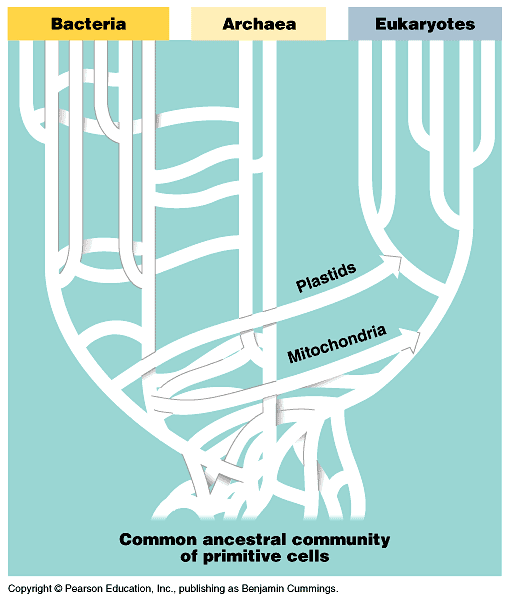 Bacteria
Archaea
Eukaryotes
Plastids
Mitochondria
Common ancestral community
of primitive cells
Copyright © Pearson Education, Inc., publishing as Benjamin Cummings.